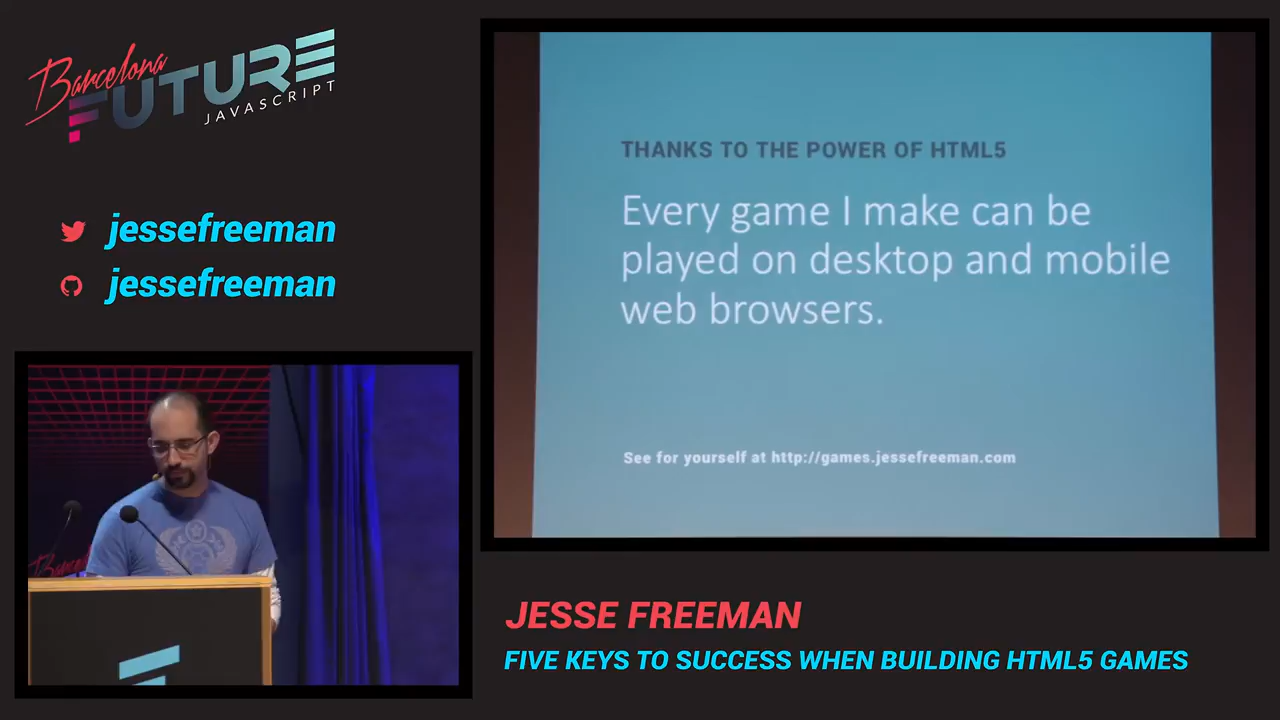 Barcelona
FUTURE
JAVASCRIPT
jessefreeman
jessefreeman
THANKS TO THE POWER OF HTML5
Every game I make can be
played on desktop and mobile
web browsers.
See for yourself at http://games.jessefreeman.com
Barcelona
JESSE FREEMAN
FIVE KEYS TO SUCCESS WHEN BUILDING HTML5 GAMES